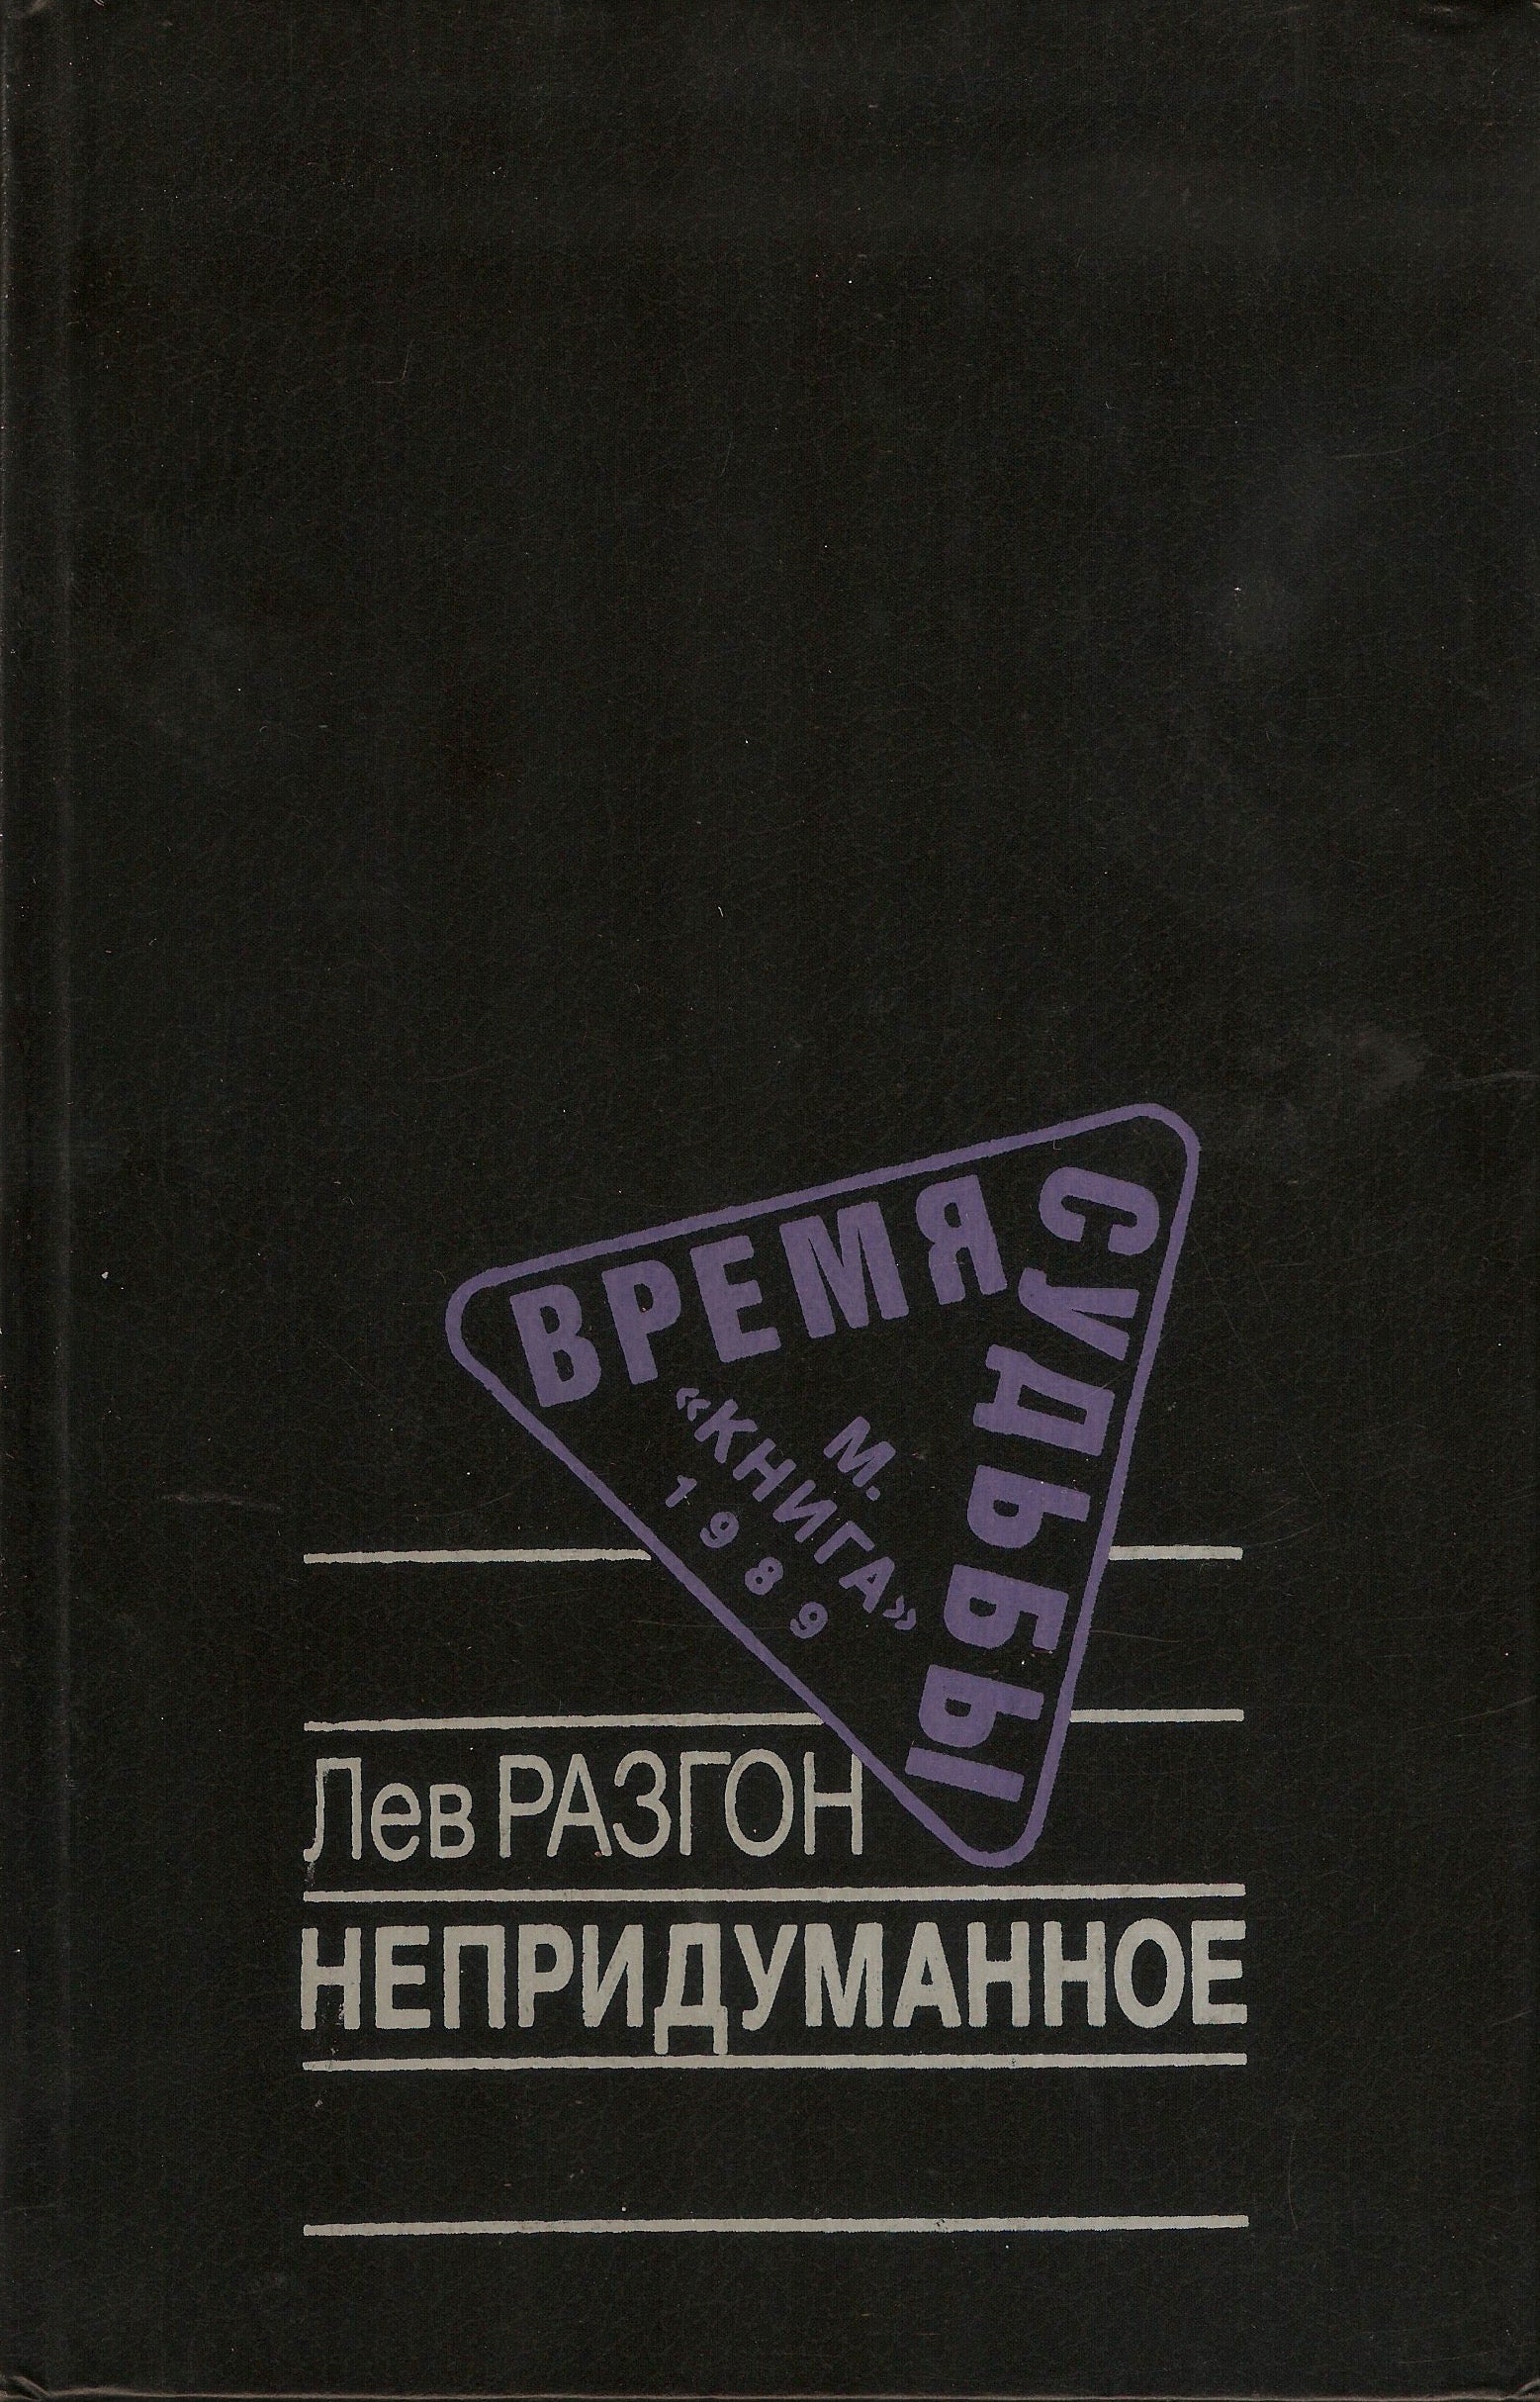 ВРЕМЯ
СУДЬБЫ
М.
«КНИГА»
1989
Лев РАЗГОН
НЕПРИДУМАННОЕ